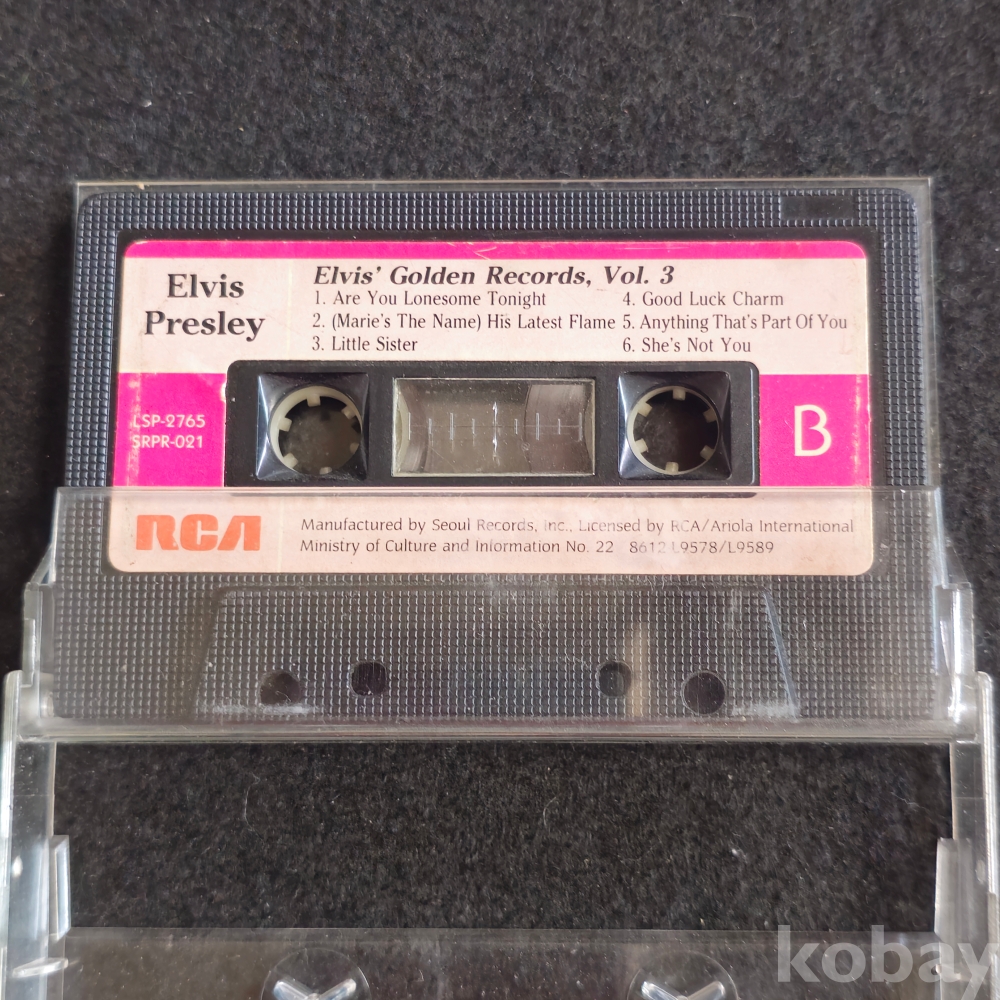 Elvis
Presley
Elvis' Golden Records, Vol. 3
1. Are You Lonesome Tonight
2. (Marie's The Name) His Latest Flame
3. Little Sister
4. Good Luck Charm
5. Anything That's Part Of You
6. She's Not You
LSP-2765
SRPR-021
B
RCA
Manufactured by Seoul Records, Inc., Licensed by RCA/Ariola International
Ministry of Culture and Information No. 22 8612 L9578/L9589
kobay